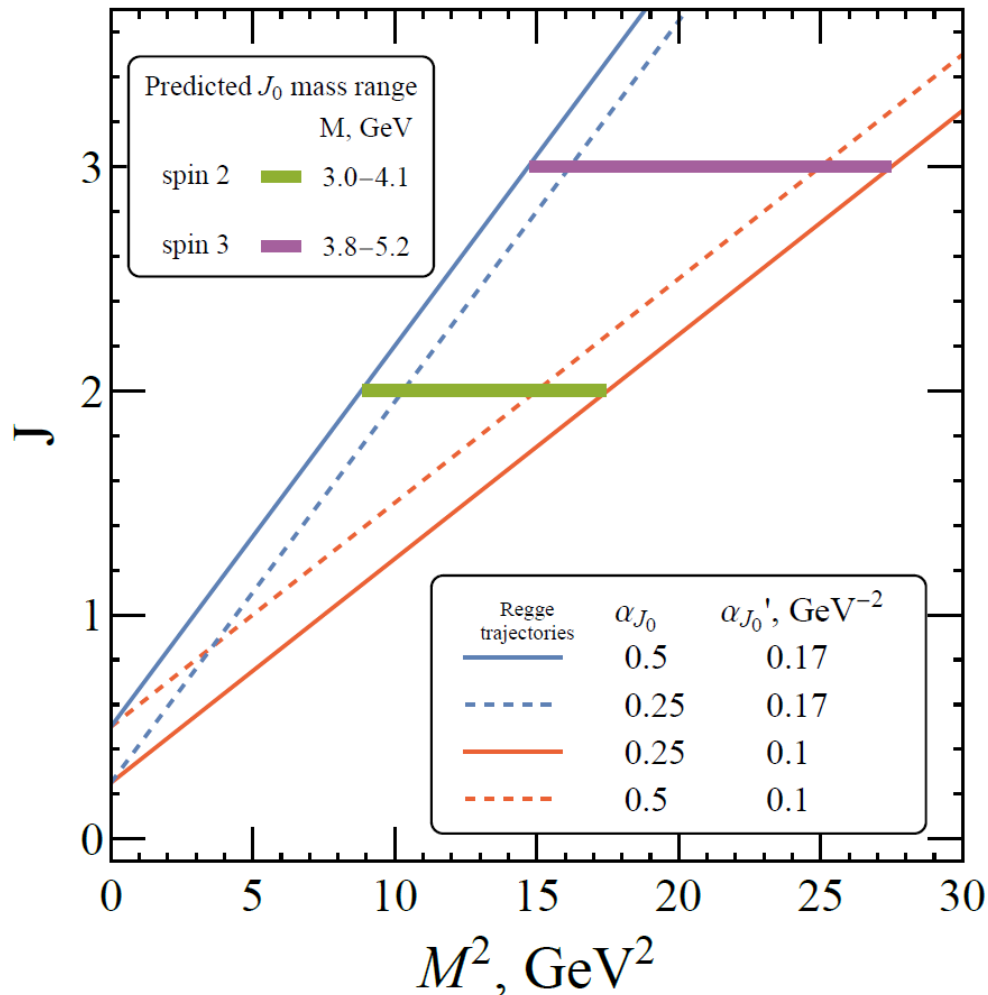 Predicted J₀ mass range
M, GeV
spin 2 3.0–4.1
spin 3 3.8–5.2
3
2
1
0
J
Regge trajectories α_J₀ α_J₀', GeV⁻²
0.5 0.17
0.25 0.17
0.25 0.1
0.5 0.1
0 5 10 15 20 25 30
M², GeV²